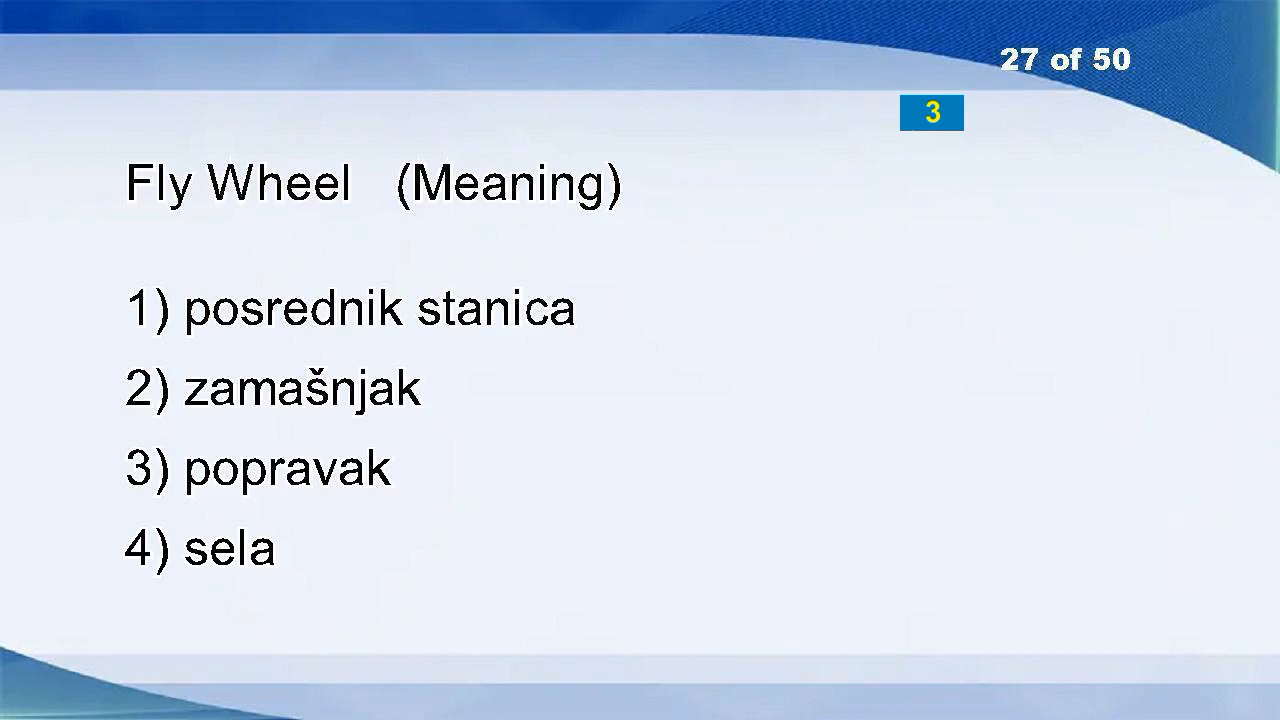 27 of 50
3
Fly Wheel (Meaning)
1) posrednik stanica
2) zamašnjak
3) popravak
4) sela